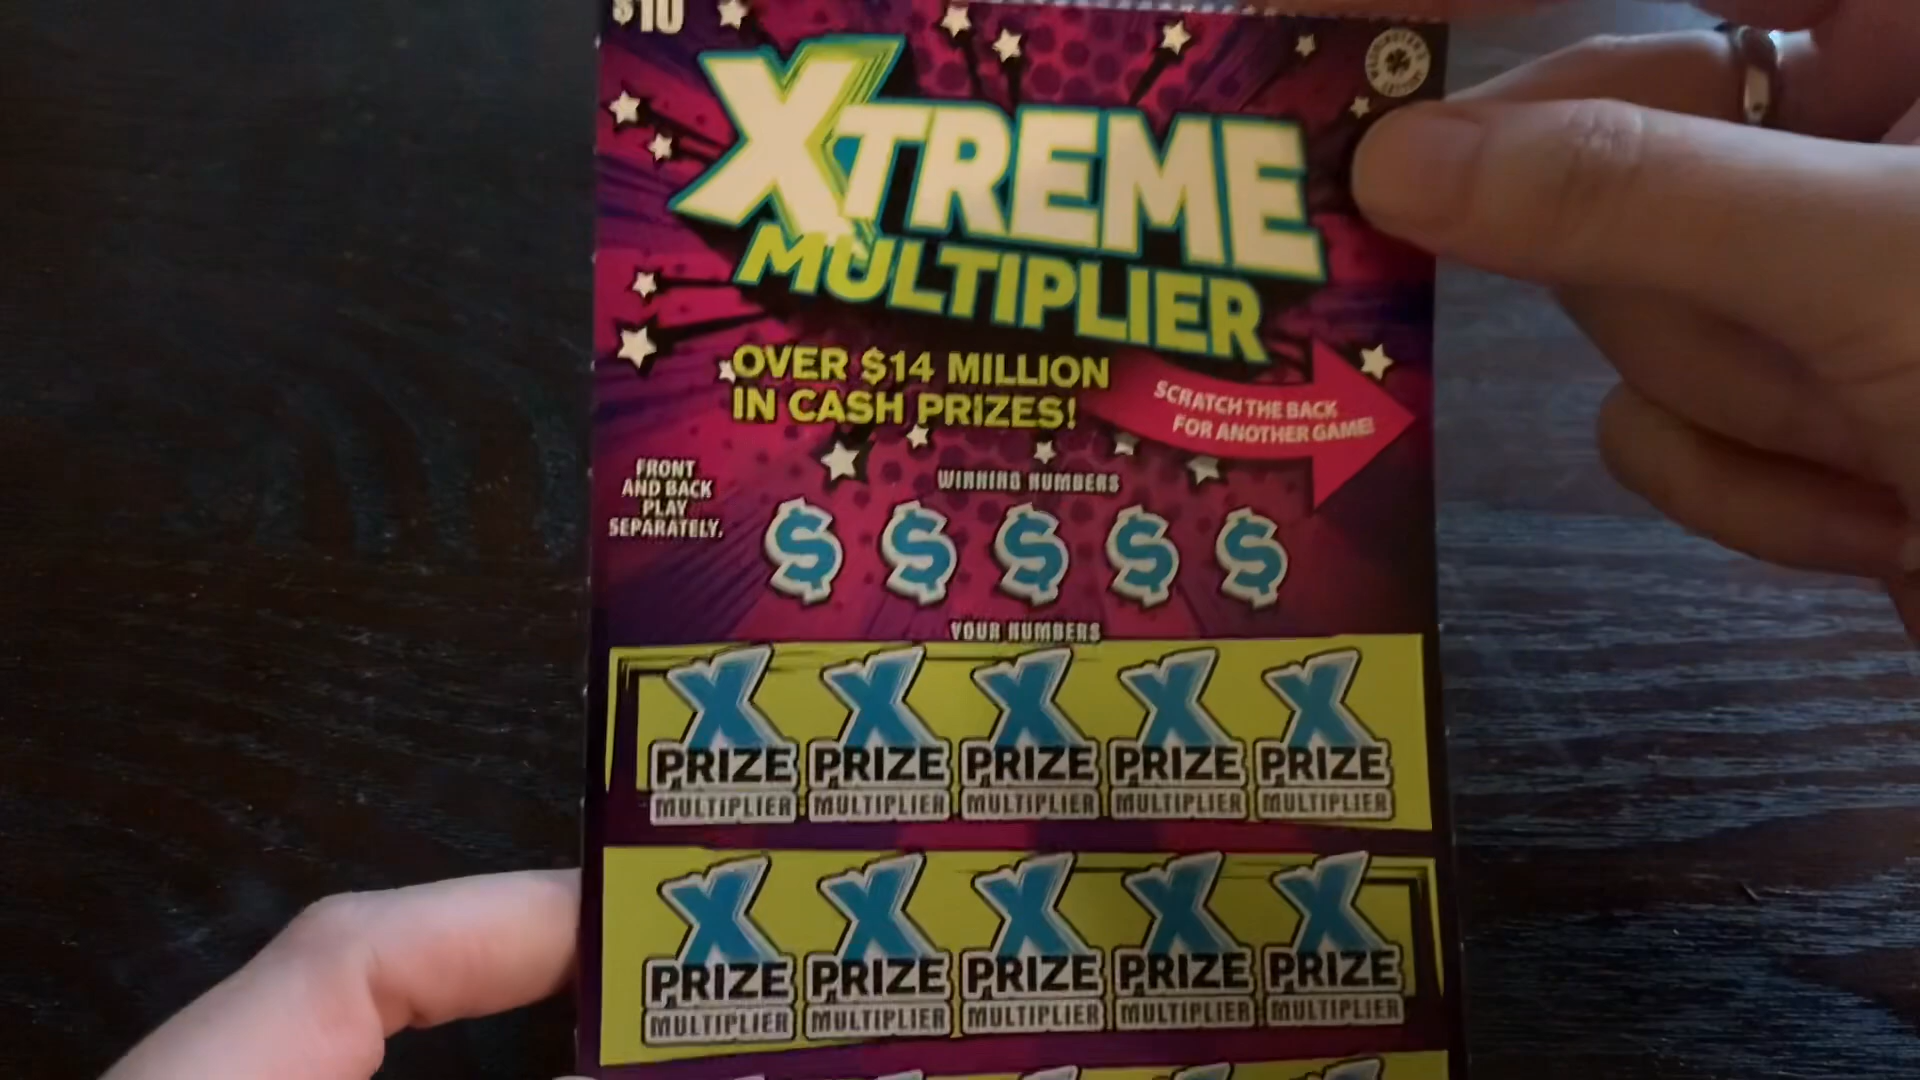 $10
XTREME
MULTIPLIER
OVER $14 MILLION
IN CASH PRIZES!
SCRATCH THE BACK
FOR ANOTHER GAME!
FRONT
AND BACK
PLAY
SEPARATELY.
WINNING NUMBERS
$ $ $ $ $
YOUR NUMBERS
X X X X X
PRIZE PRIZE PRIZE PRIZE PRIZE
MULTIPLIER MULTIPLIER MULTIPLIER MULTIPLIER MULTIPLIER
X X X X X
PRIZE PRIZE PRIZE PRIZE PRIZE
MULTIPLIER MULTIPLIER MULTIPLIER MULTIPLIER MULTIPLIER